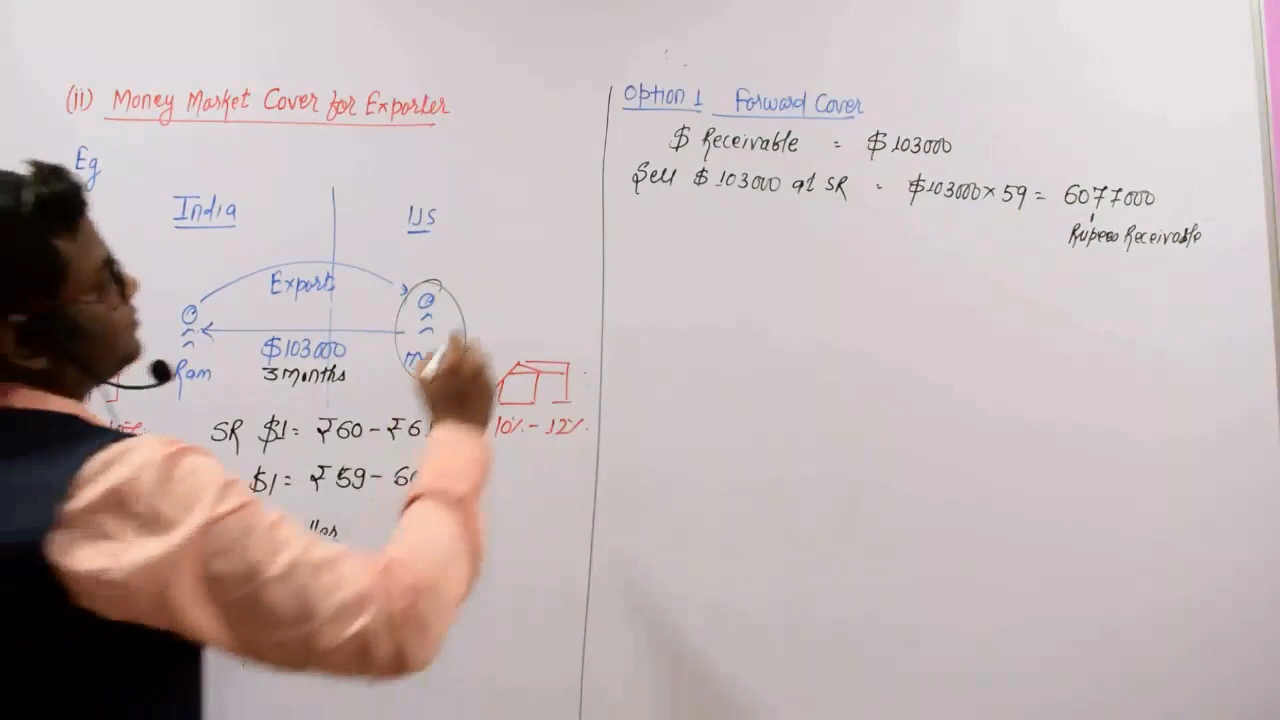 (ii) Money Market Cover for Exporter
Eg
India
US
Export
$103000
3 Months
Ram
SR $1 = ₹60 - ₹6
10% - 12%
$1 = ₹59 - 60
Option 1 Forward Cover
$ Receivable = $103000
Sell $103000 at SR = $103000 × 59 = 6077000
Rupees Receivable